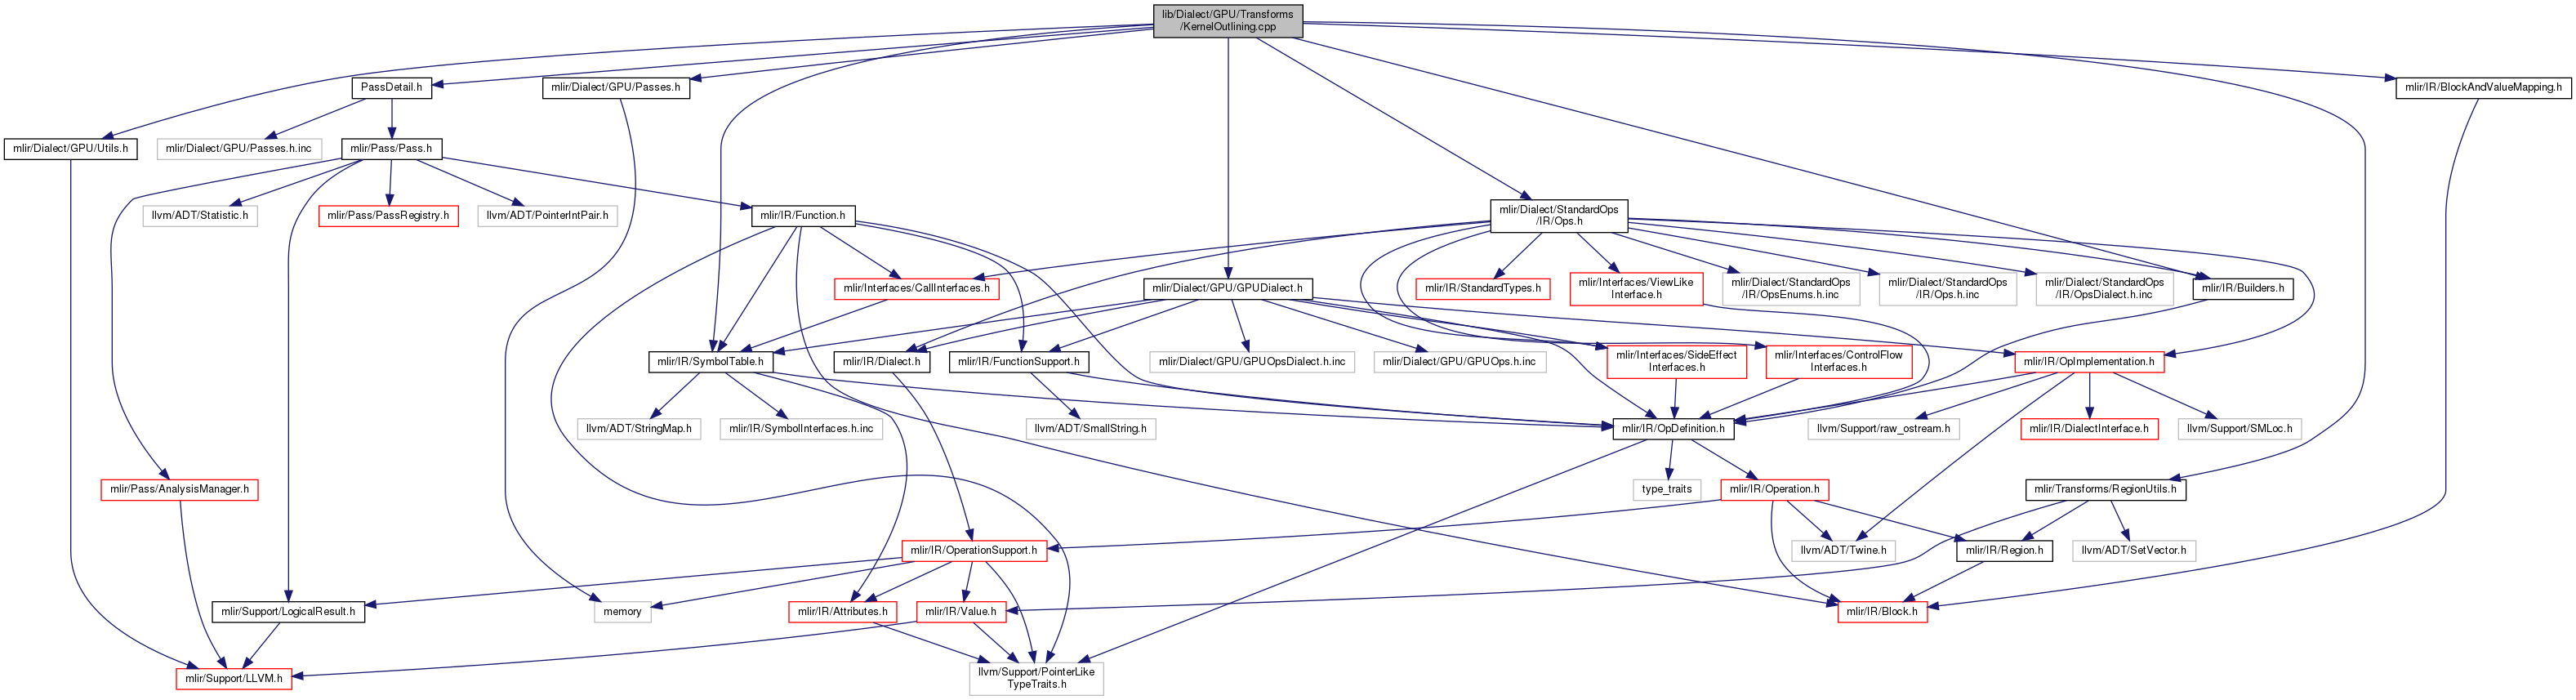 lib/Dialect/GPU/Transforms
/KernelOutlining.cpp
PassDetail.h
mlir/Dialect/GPU/Passes.h
mlir/IR/BlockAndValueMapping.h
mlir/Dialect/GPU/Utils.h
mlir/Dialect/GPU/Passes.h.inc
mlir/Pass/Pass.h
llvm/ADT/Statistic.h
mlir/Pass/PassRegistry.h
llvm/ADT/PointerIntPair.h
mlir/IR/Function.h
mlir/Dialect/StandardOps
/IR/Ops.h
mlir/Interfaces/CallInterfaces.h
mlir/Dialect/GPU/GPUDialect.h
mlir/IR/StandardTypes.h
mlir/Interfaces/ViewLike
Interface.h
mlir/Dialect/StandardOps
/IR/OpsEnums.h.inc
mlir/Dialect/StandardOps
/IR/Ops.h.inc
mlir/Dialect/StandardOps
/IR/OpsDialect.h.inc
mlir/IR/Builders.h
mlir/IR/SymbolTable.h
mlir/IR/Dialect.h
mlir/IR/FunctionSupport.h
mlir/Dialect/GPU/GPUOpsDialect.h.inc
mlir/Dialect/GPU/GPUOps.h.inc
mlir/Interfaces/SideEffect
Interfaces.h
mlir/Interfaces/ControlFlow
Interfaces.h
mlir/IR/OpImplementation.h
llvm/ADT/StringMap.h
mlir/IR/SymbolInterfaces.h.inc
llvm/ADT/SmallString.h
mlir/IR/OpDefinition.h
llvm/Support/raw_ostream.h
mlir/IR/DialectInterface.h
llvm/Support/SMLoc.h
mlir/Pass/AnalysisManager.h
type_traits
mlir/IR/Operation.h
mlir/Transforms/RegionUtils.h
mlir/IR/OperationSupport.h
llvm/ADT/Twine.h
mlir/IR/Region.h
llvm/ADT/SetVector.h
mlir/Support/LogicalResult.h
memory
mlir/IR/Attributes.h
mlir/IR/Value.h
mlir/IR/Block.h
mlir/Support/LLVM.h
llvm/Support/PointerLike
TypeTraits.h